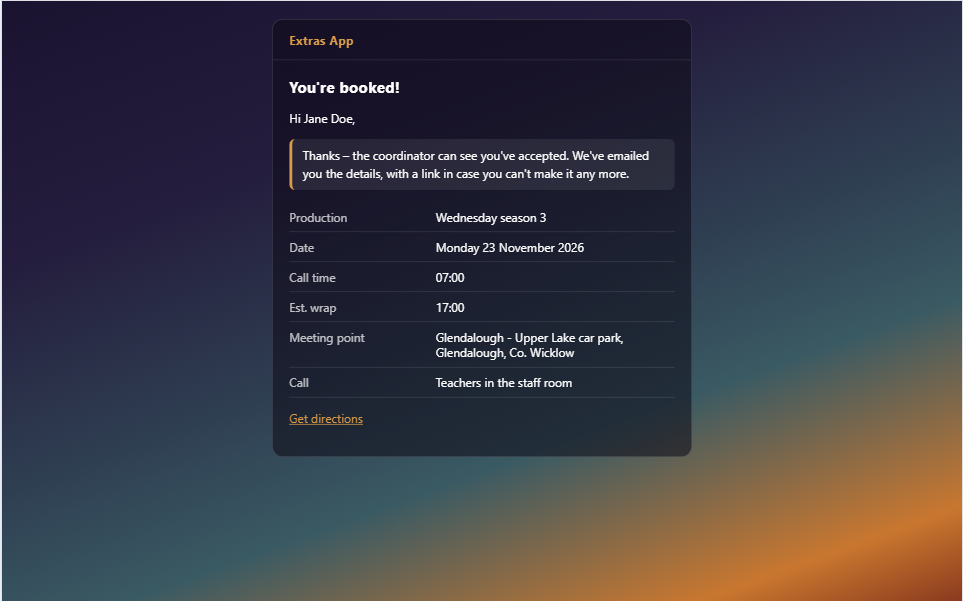 Extras App
You're booked!
Hi Jane Doe,
Thanks – the coordinator can see you've accepted. We've emailed
you the details, with a link in case you can't make it any more.
Production Wednesday season 3
Date Monday 23 November 2026
Call time 07:00
Est. wrap 17:00
Meeting point Glendalough - Upper Lake car park,
Glendalough, Co. Wicklow
Call Teachers in the staff room
Get directions